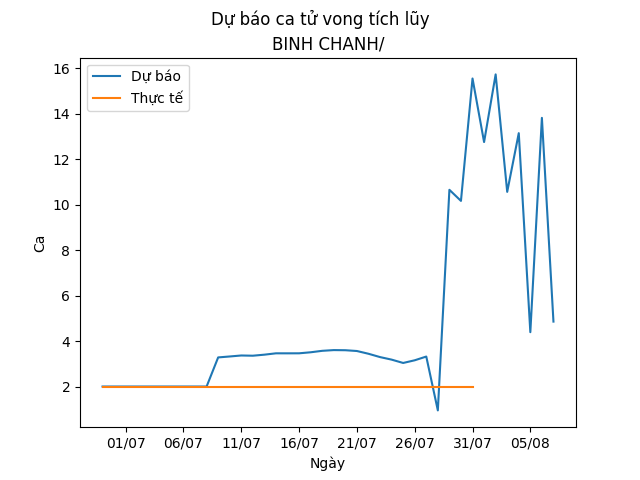 Dự báo ca tử vong tích lũy
BINH CHANH/
Dự báo
Thực tế
16
14
12
10
8
6
4
2
Ca
01/07 06/07 11/07 16/07 21/07 26/07 31/07 05/08
Ngày